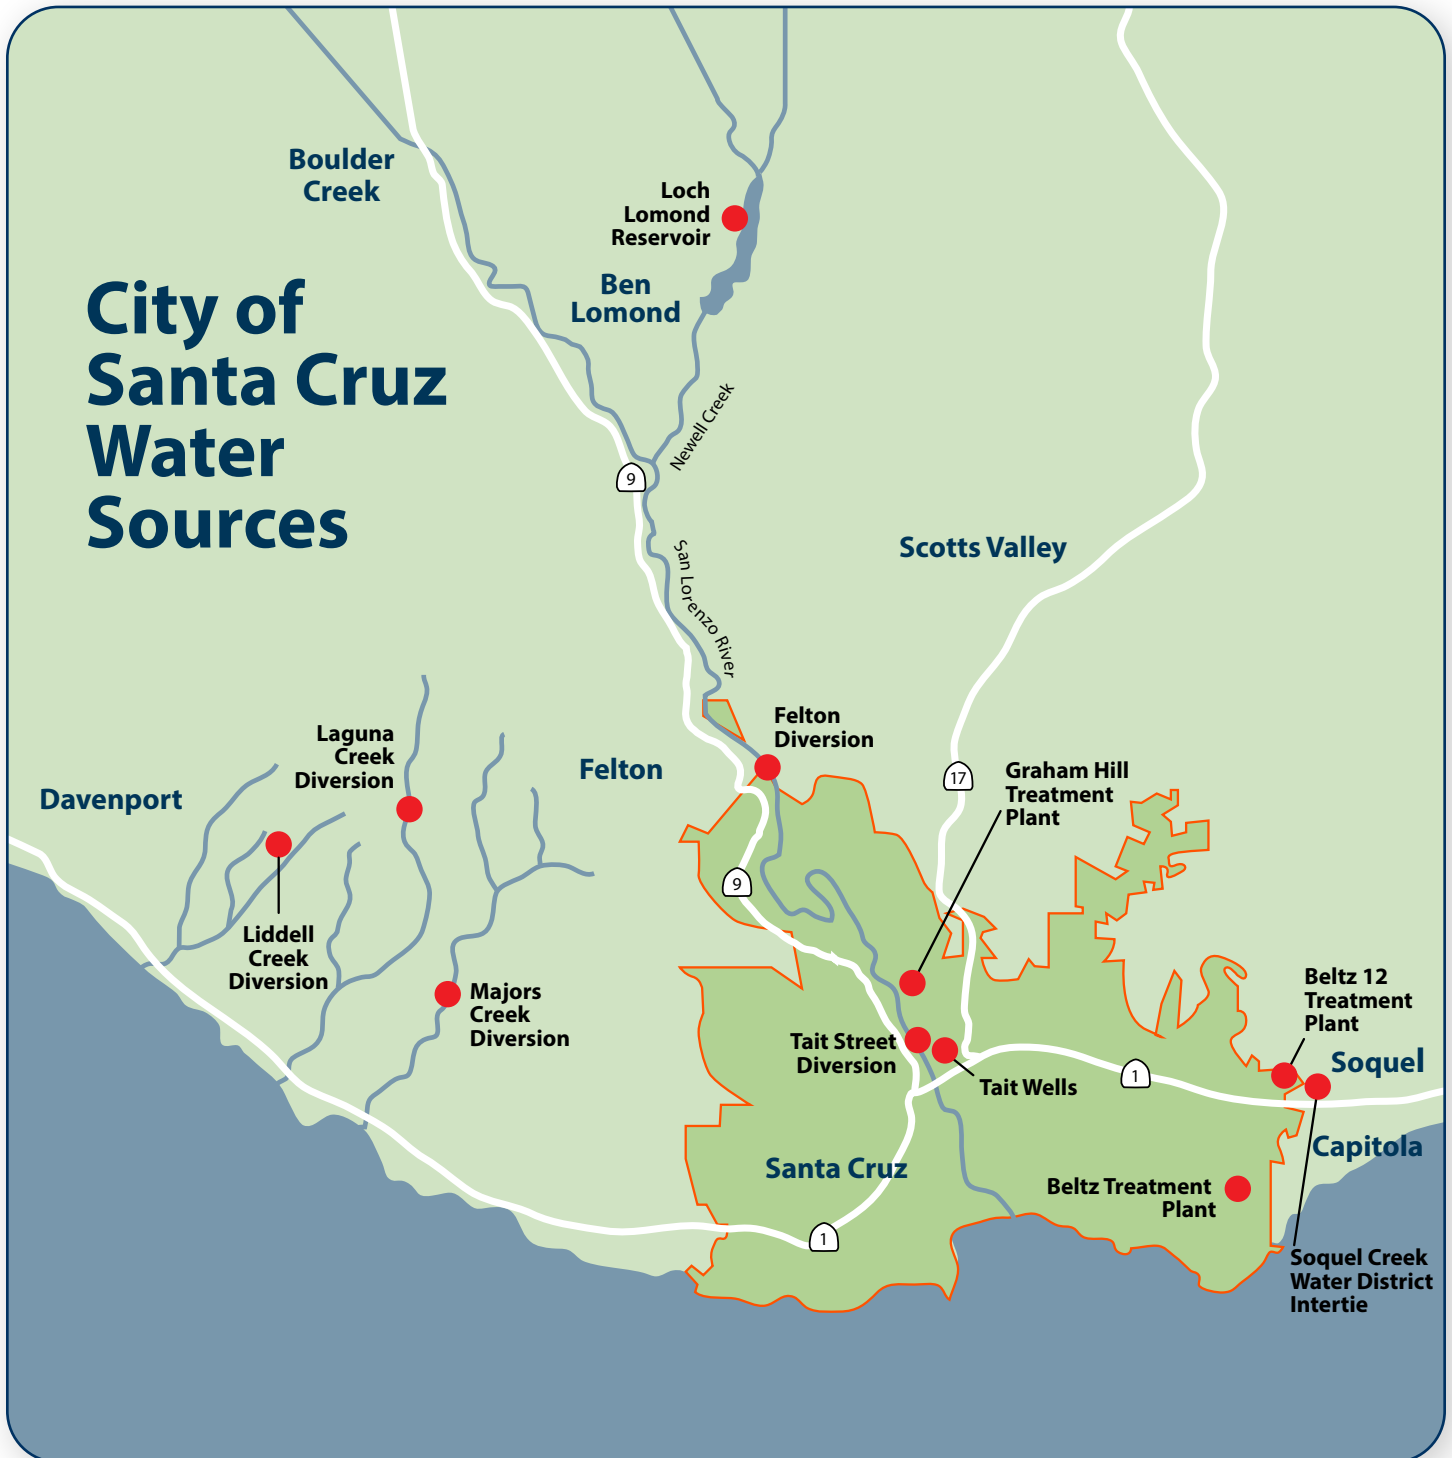 City of
Santa Cruz
Water
Sources
Boulder
Creek
Loch
Lomond
Reservoir
Ben
Lomond
Newell Creek
9
San Lorenzo River
Scotts Valley
Felton
Diversion
Felton
17
Graham Hill
Treatment
Plant
Laguna
Creek
Diversion
Davenport
9
Liddell
Creek
Diversion
Majors
Creek
Diversion
Beltz 12
Treatment
Plant
Tait Street
Diversion
Tait Wells
1
Soquel
Capitola
Santa Cruz
Beltz Treatment
Plant
1
Soquel Creek
Water District
Intertie